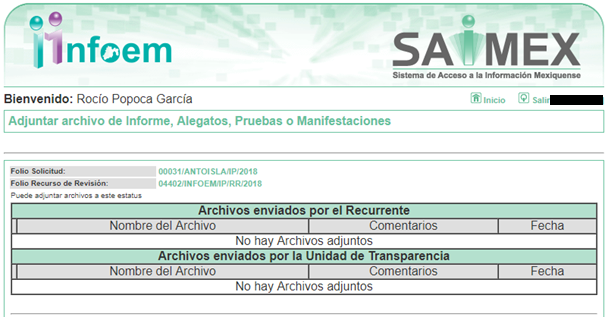 infoem
SAIMEX
Sistema de Acceso a la Información Mexiquense
Bienvenido: Rocío Popoca García
Inicio Salir
Adjuntar archivo de Informe, Alegatos, Pruebas o Manifestaciones
Folio Solicitud: 00031/ANTOISLA/IP/2018
Folio Recurso de Revisión: 04402/INFOEM/IP/RR/2018
Puede adjuntar archivos a este estatus
Archivos enviados por el Recurrente
Nombre del Archivo Comentarios Fecha
No hay Archivos adjuntos
Archivos enviados por la Unidad de Transparencia
Nombre del Archivo Comentarios Fecha
No hay Archivos adjuntos